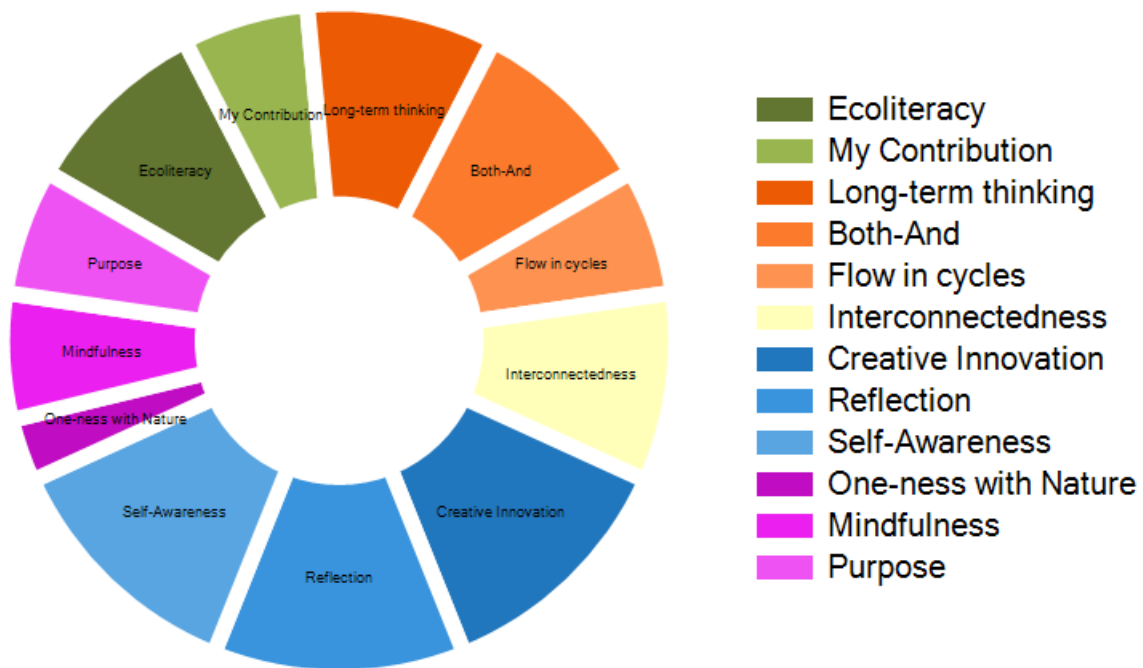 My Contribution
Long-term thinking
Ecoliteracy
Both-And
Purpose
Flow in cycles
Mindfulness
Interconnectedness
One-ness with Nature
Self-Awareness
Creative Innovation
Reflection
Ecoliteracy
My Contribution
Long-term thinking
Both-And
Flow in cycles
Interconnectedness
Creative Innovation
Reflection
Self-Awareness
One-ness with Nature
Mindfulness
Purpose